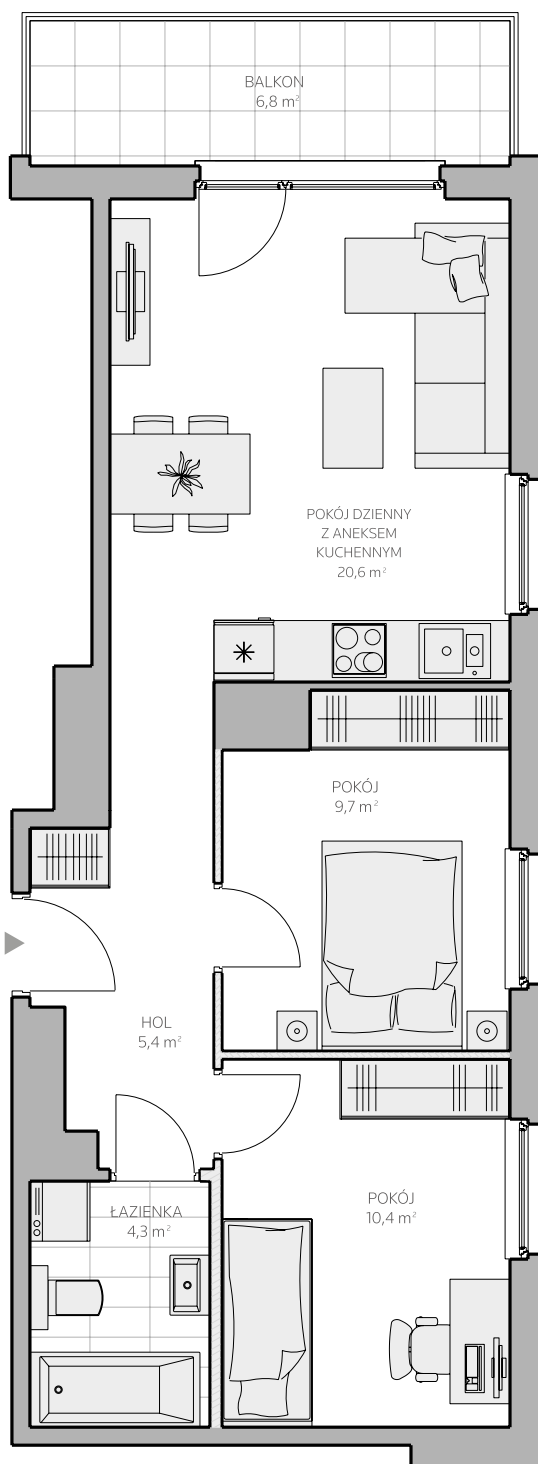 BALKON
6,8 m²
POKÓJ DZIENNY
Z ANEKSEM
KUCHENNYM
20,6 m²
POKÓJ
9,7 m²
HOL
5,4 m²
POKÓJ
10,4 m²
ŁAZIENKA
4,3 m²